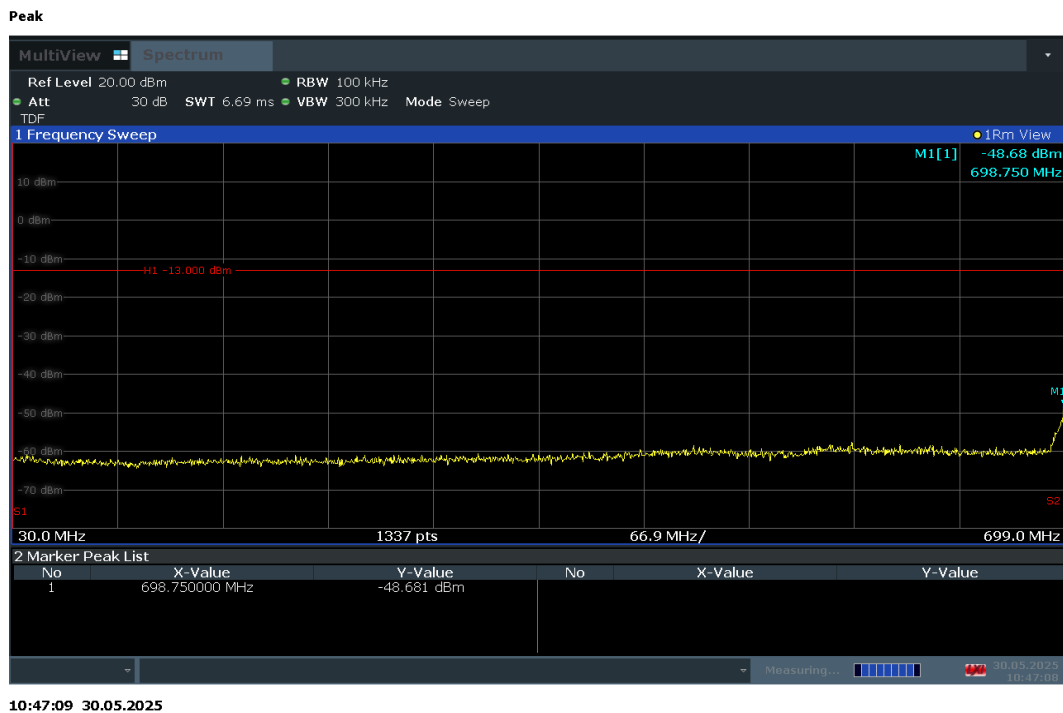 Peak
MultiView Spectrum
Ref Level 20.00 dBm RBW 100 kHz
Att 30 dB SWT 6.69 ms VBW 300 kHz Mode Sweep
TDF
1 Frequency Sweep 1Rm View
M1[1] -48.68 dBm
698.750 MHz
10 dBm
0 dBm
-10 dBm
H1 -13.000 dBm
-20 dBm
-30 dBm
-40 dBm
M1
-50 dBm
-60 dBm
-70 dBm
S2
S1
30.0 MHz 1337 pts 66.9 MHz/ 699.0 MHz
2 Marker Peak List
No X-Value Y-Value No X-Value Y-Value
1 698.750000 MHz -48.681 dBm
Measuring... 30.05.2025
10:47:08
10:47:09 30.05.2025